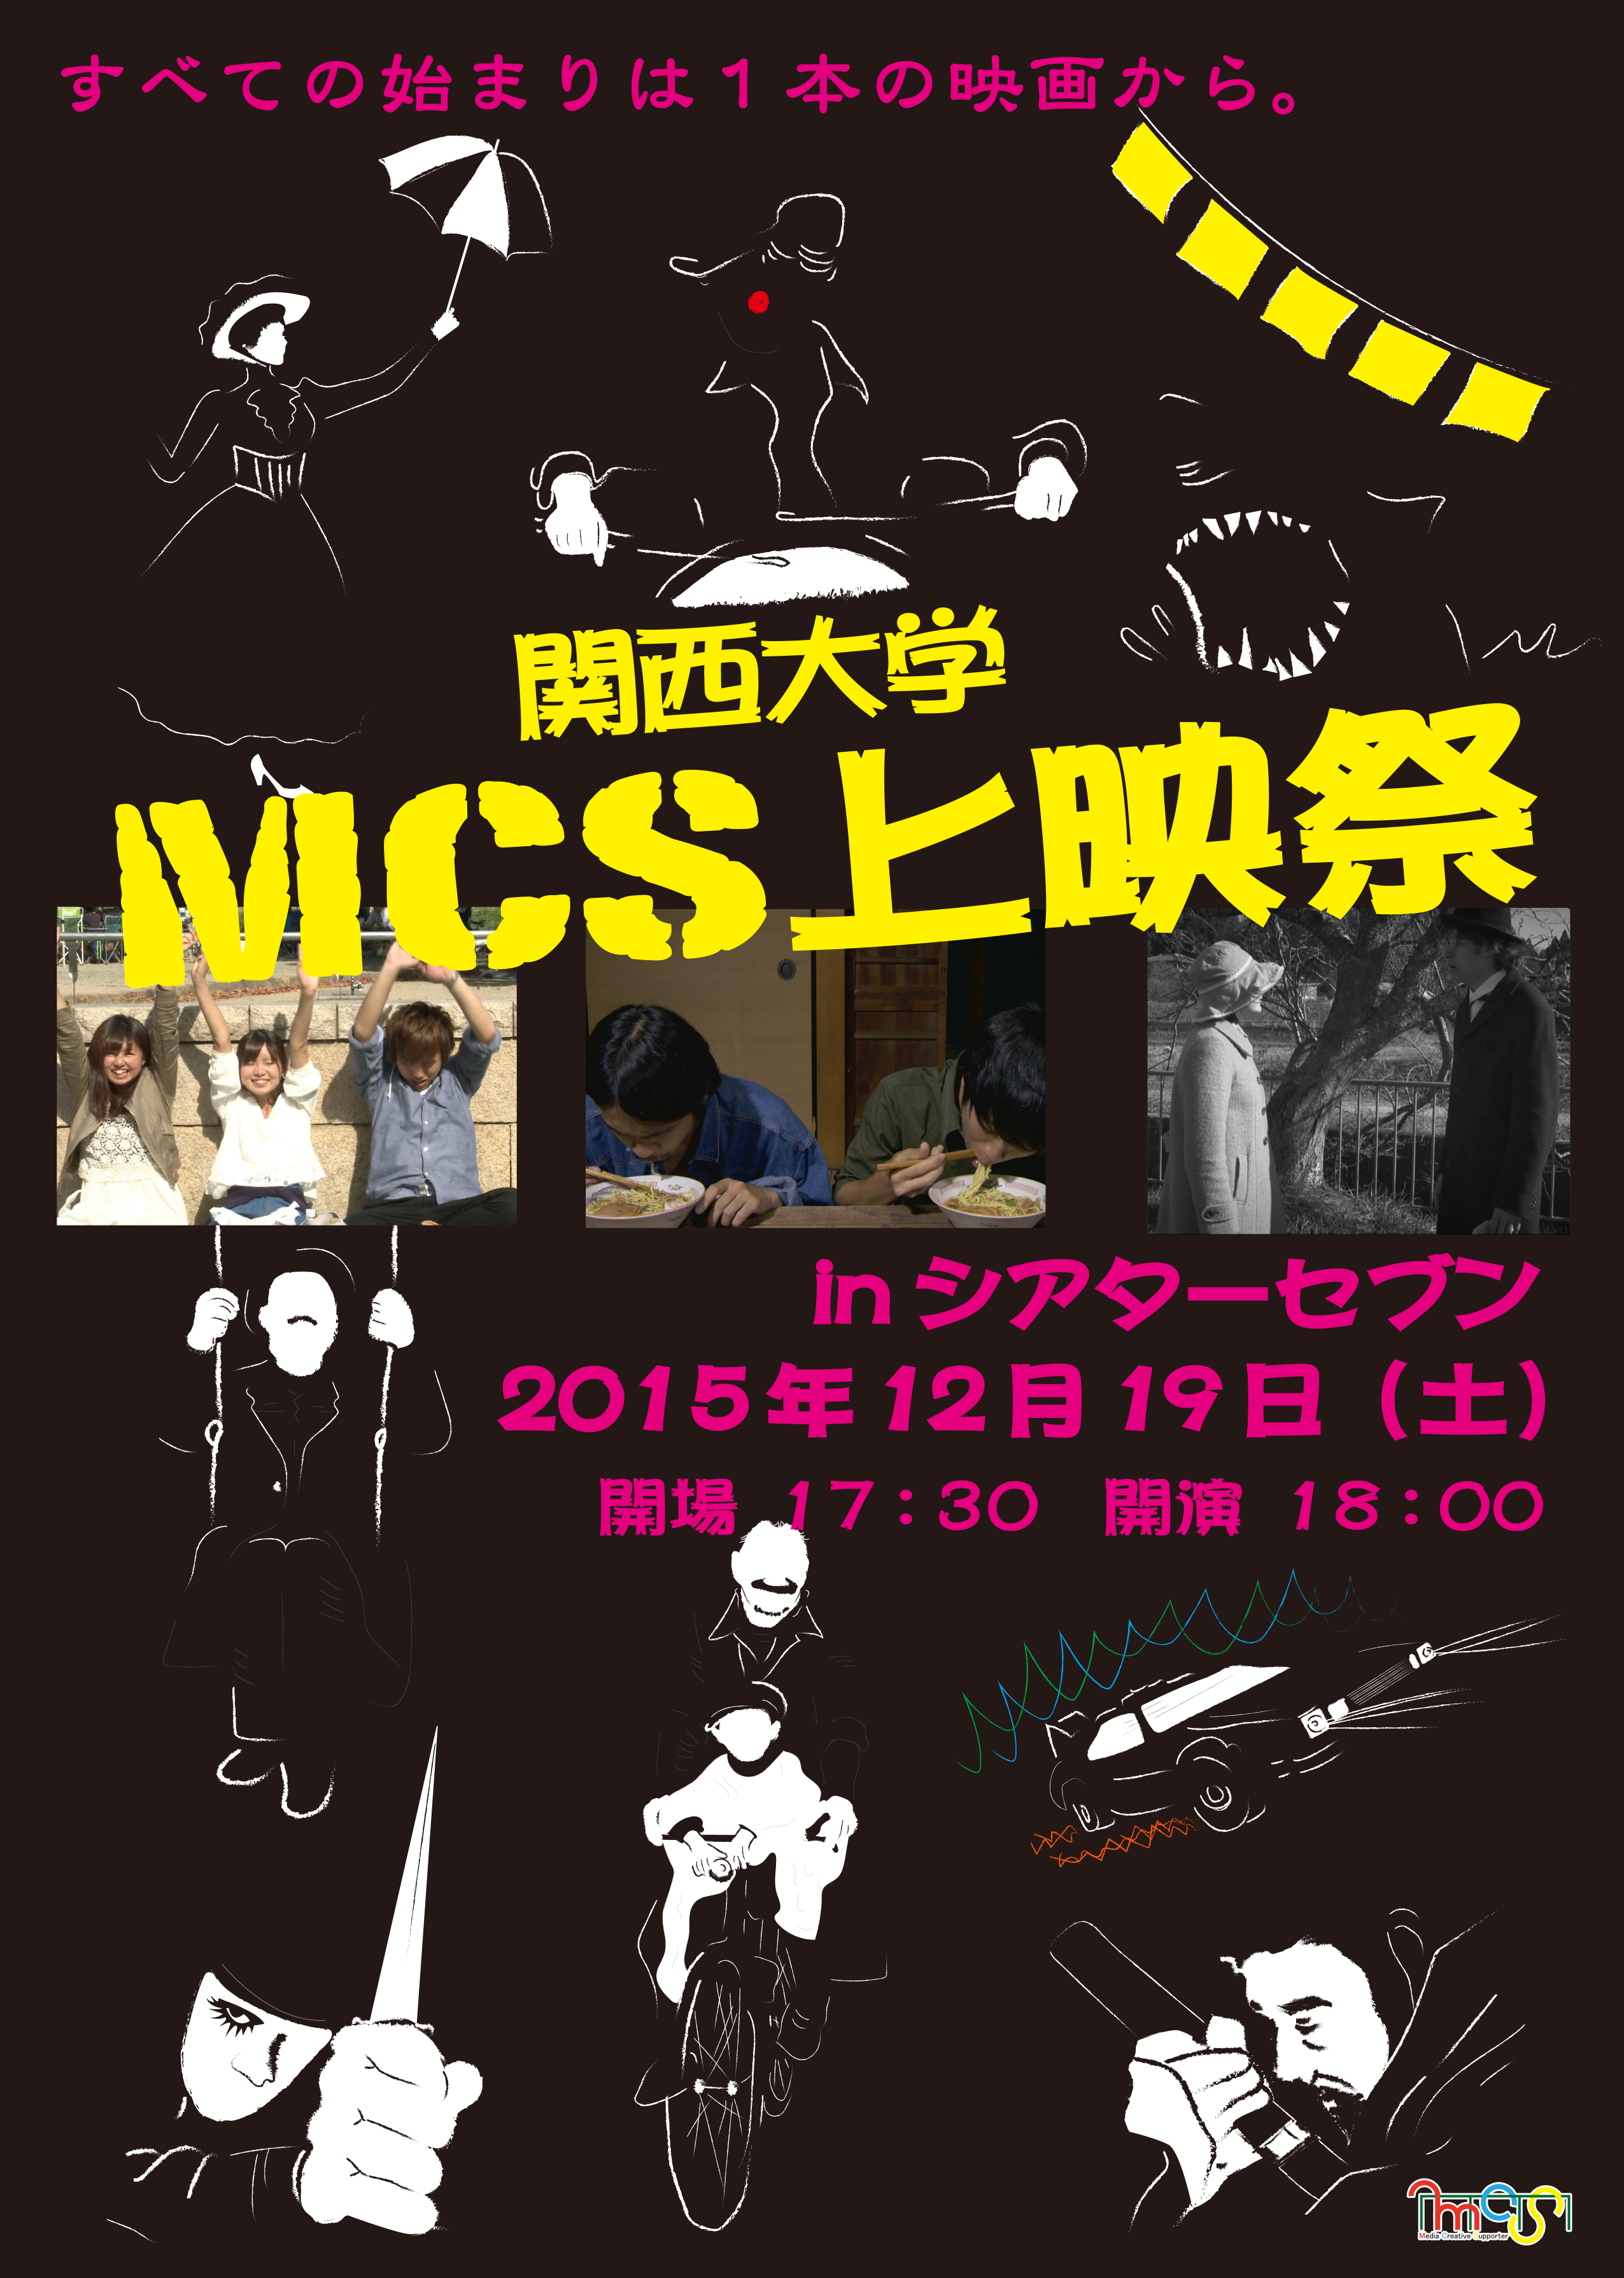 すべての始まりは１本の映画から。
関西大学
MCS上映祭
in シアターセブン
2015年12月19日（土）
開場 17：30 開演 18：00
mcs
Media Creative Supporter